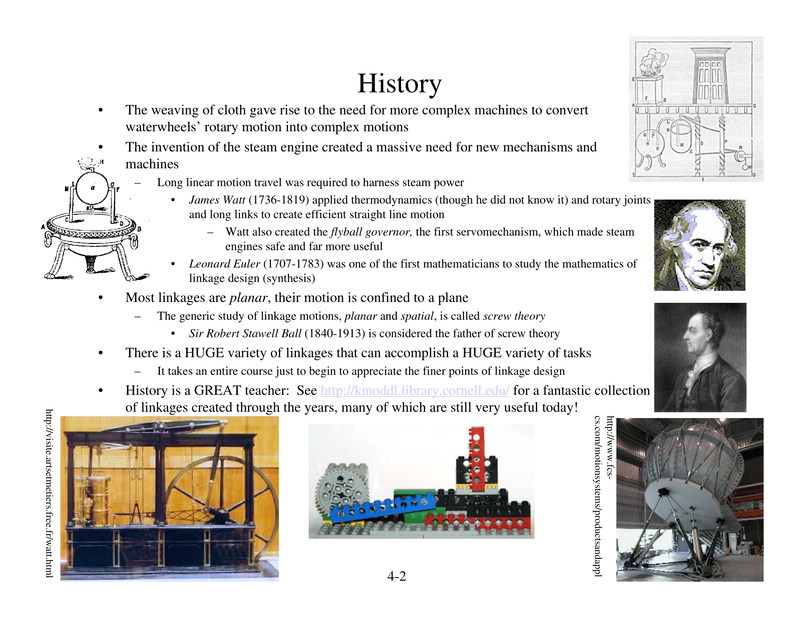 History
• The weaving of cloth gave rise to the need for more complex machines to convert
waterwheels' rotary motion into complex motions
• The invention of the steam engine created a massive need for new mechanisms and
machines
– Long linear motion travel was required to harness steam power
• James Watt (1736-1819) applied thermodynamics (though he did not know it) and rotary joints
and long links to create efficient straight line motion
– Watt also created the flyball governor, the first servomechanism, which made steam
engines safe and far more useful
• Leonard Euler (1707-1783) was one of the first mathematicians to study the mathematics of
linkage design (synthesis)
• Most linkages are planar, their motion is confined to a plane
– The generic study of linkage motions, planar and spatial, is called screw theory
• Sir Robert Stawell Ball (1840-1913) is considered the father of screw theory
• There is a HUGE variety of linkages that can accomplish a HUGE variety of tasks
– It takes an entire course just to begin to appreciate the finer points of linkage design
• History is a GREAT teacher: See http://kmoddl.library.cornell.edu/ for a fantastic collection
of linkages created through the years, many of which are still very useful today!
http://visite.artsetmetiers.free.fr/watt.html
http://www.fcs-
cs.com/motionsystems/productsandappl
4-2